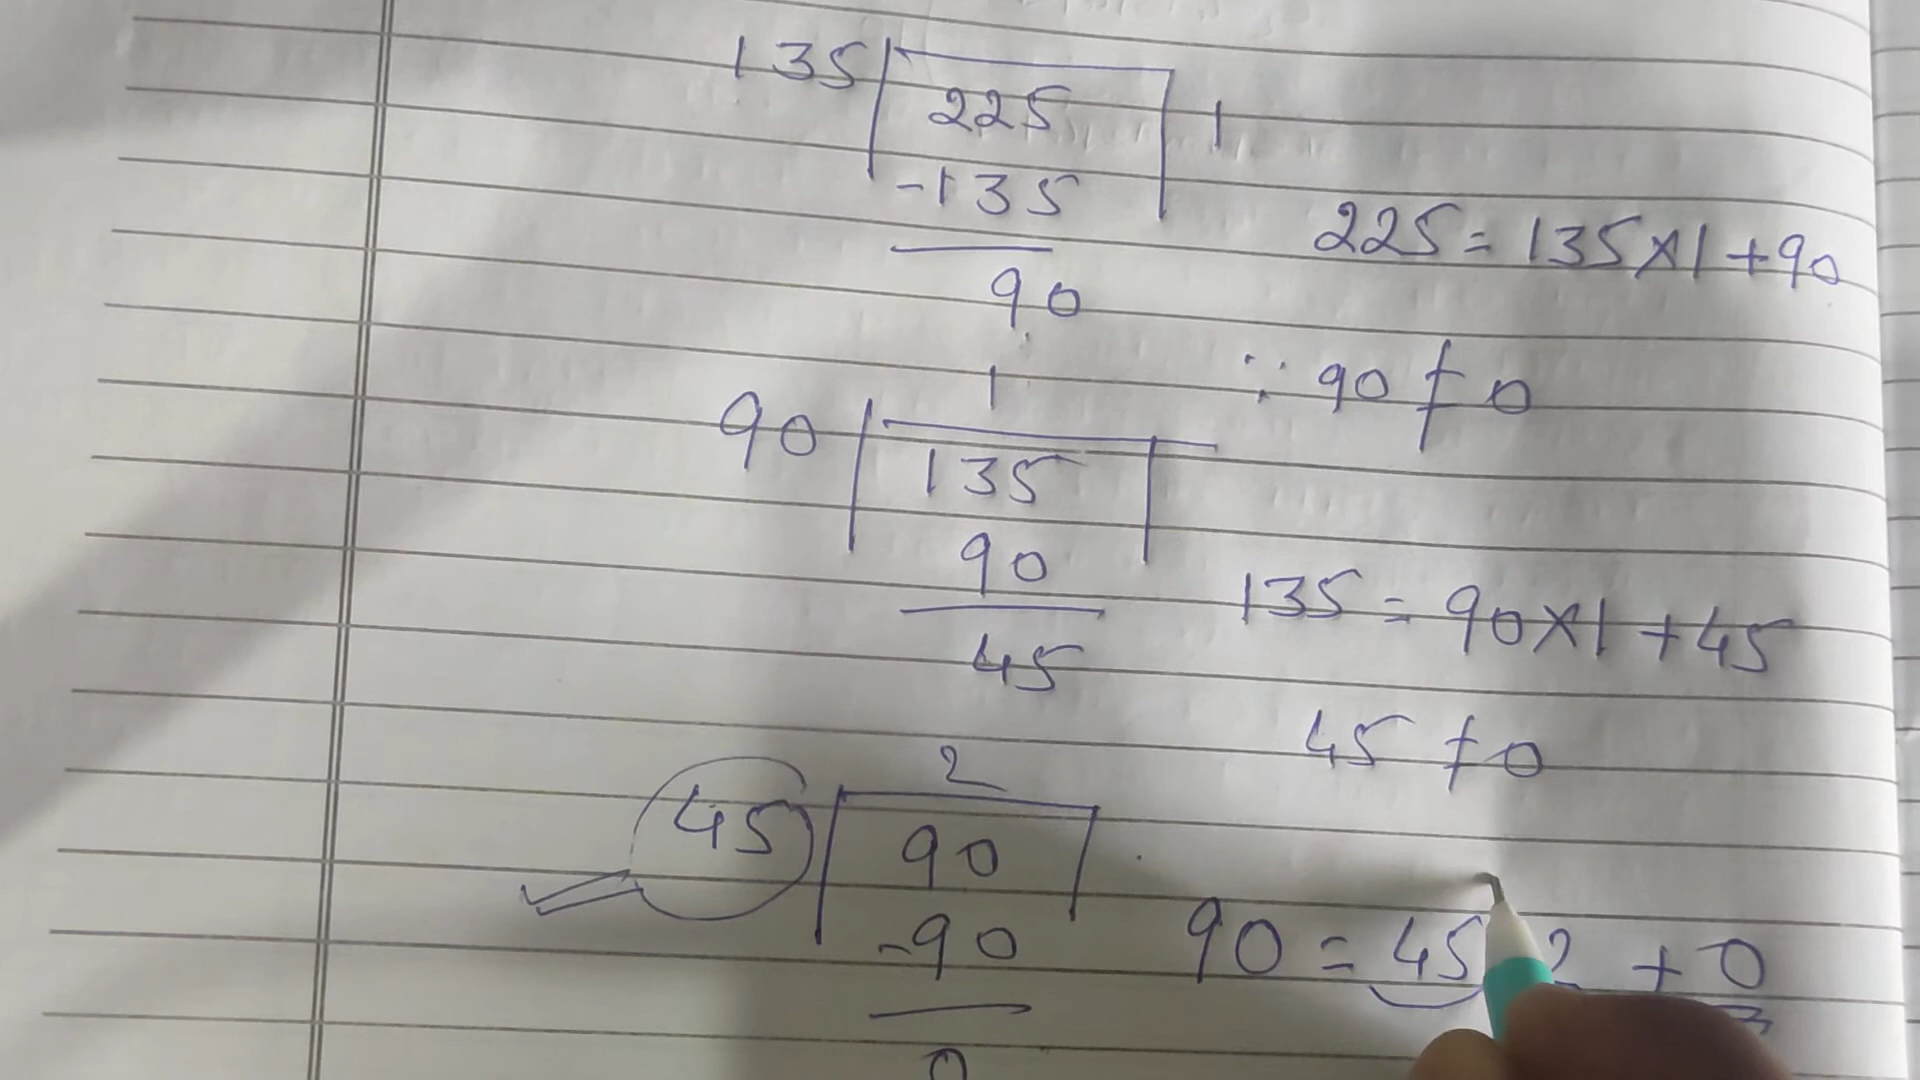 135 225 1
-135
225 = 135×1+90
90
∵ 90 ≠ 0
1
90 135
90
135 = 90×1+45
45
45 ≠ 0
2
45 90
-90
90 = 45 2 + 0
0